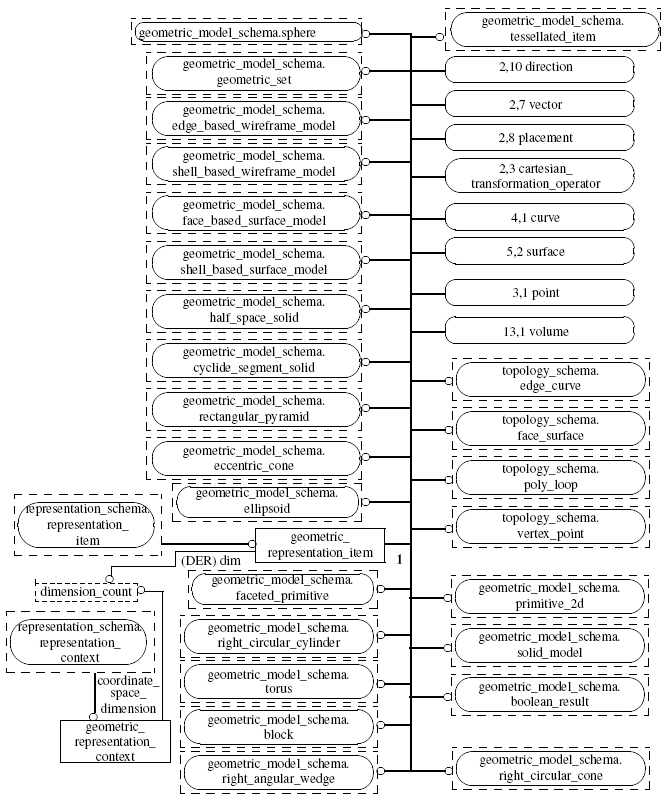 geometric_model_schema.sphere
geometric_model_schema.
geometric_set
geometric_model_schema.
edge_based_wireframe_model
geometric_model_schema.
shell_based_wireframe_model
geometric_model_schema.
face_based_surface_model
geometric_model_schema.
shell_based_surface_model
geometric_model_schema.
half_space_solid
geometric_model_schema.
cyclide_segment_solid
geometric_model_schema.
rectangular_pyramid
geometric_model_schema.
eccentric_cone
geometric_model_schema.
ellipsoid
representation_schema.
representation_
item
geometric_
representation_item
1
(DER) dim
dimension_count
representation_schema.
representation_
context
coordinate_
space_
dimension
geometric_
representation_
context
geometric_model_schema.
faceted_primitive
geometric_model_schema.
right_circular_cylinder
geometric_model_schema.
torus
geometric_model_schema.
block
geometric_model_schema.
right_angular_wedge
geometric_model_schema.
tessellated_item
2,10 direction
2,7 vector
2,8 placement
2,3 cartesian_
transformation_operator
4,1 curve
5,2 surface
3,1 point
13,1 volume
topology_schema.
edge_curve
topology_schema.
face_surface
topology_schema.
poly_loop
topology_schema.
vertex_point
geometric_model_schema.
primitive_2d
geometric_model_schema.
solid_model
geometric_model_schema.
boolean_result
geometric_model_schema.
right_circular_cone